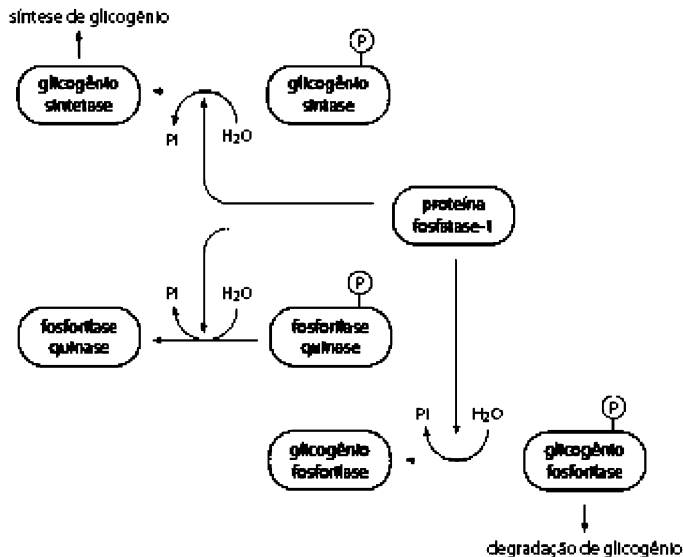 síntese de glicogênio
P
glicogênio
sintetase
glicogênio
sintase
Pi
H₂O
proteína
fosfatase-1
P
Pi
H₂O
fosforilase
quinase
fosforilase
quinase
P
Pi
H₂O
glicogênio
fosforilase
glicogênio
fosforilase
degradação de glicogênio